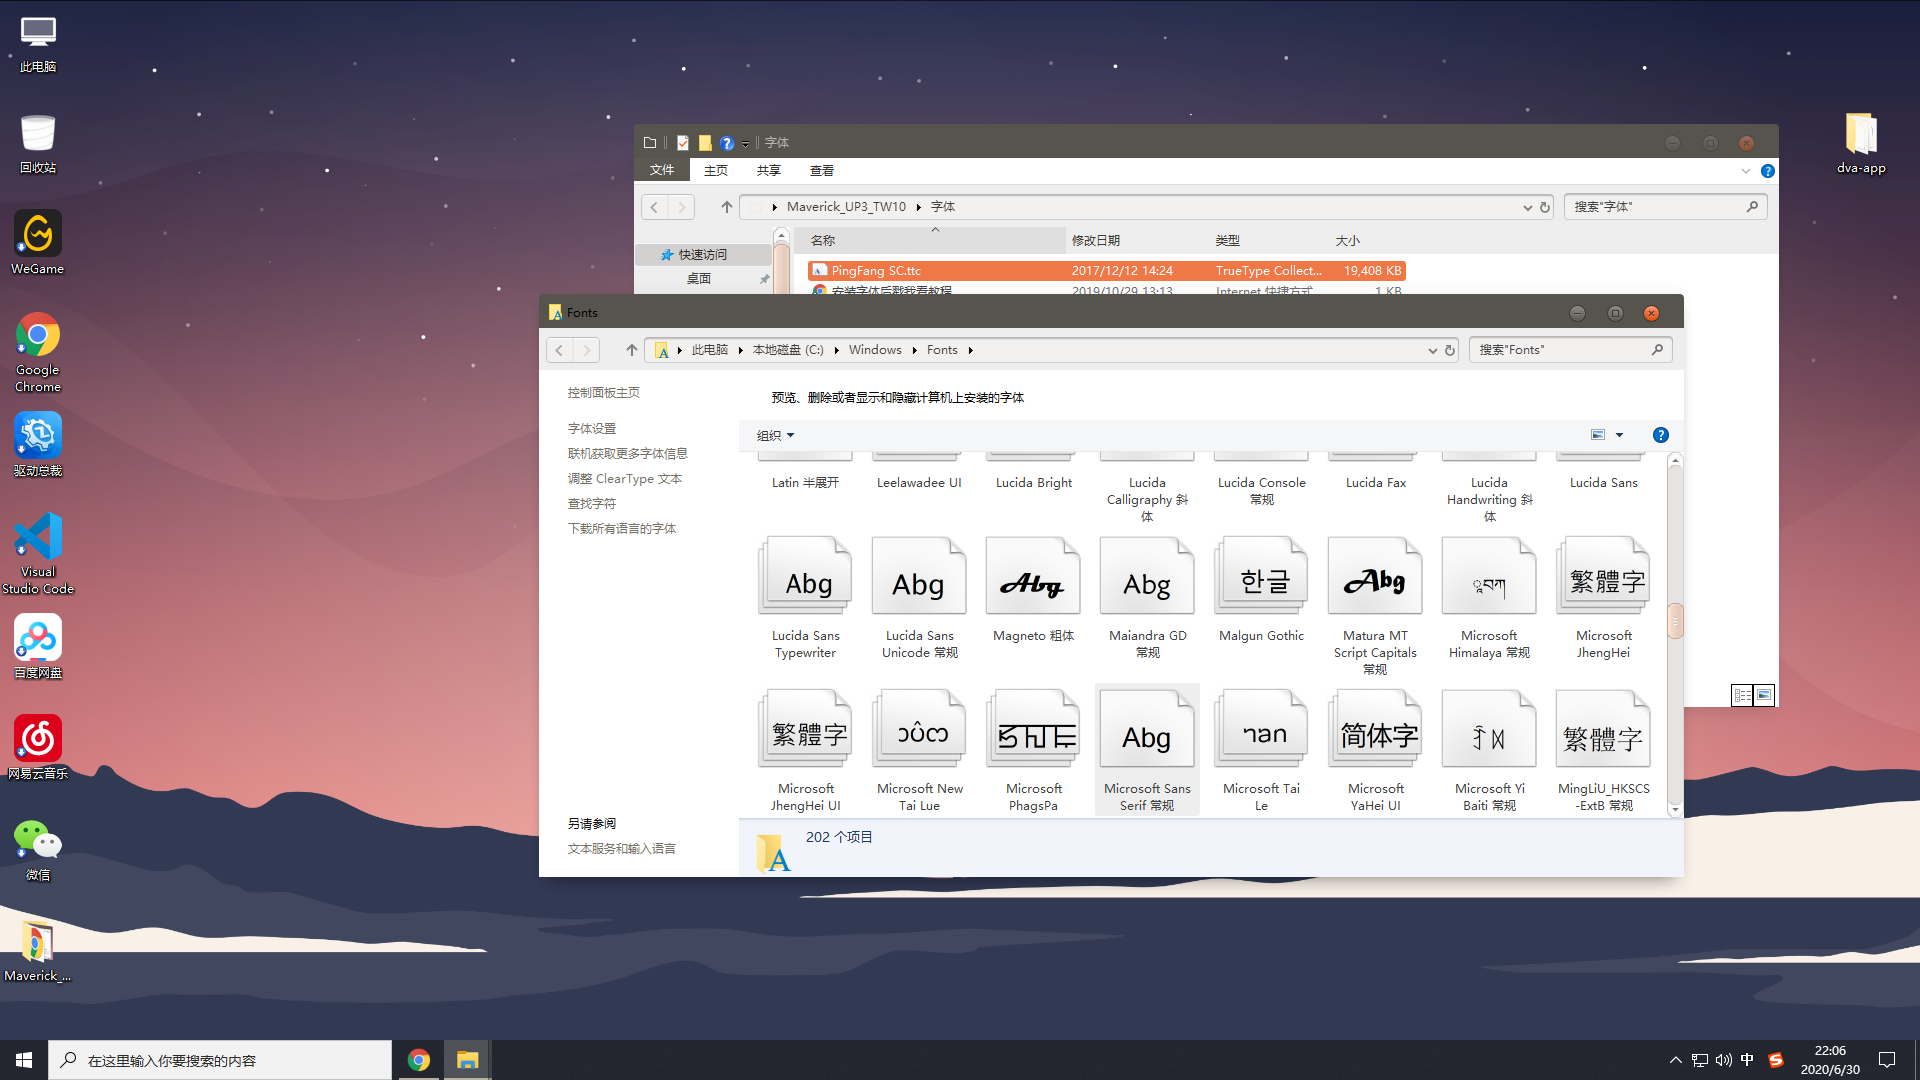 此电脑
回收站
WeGame
Google
Chrome
驱动总裁
Visual
Studio Code
百度网盘
网易云音乐
微信
Maverick_...
dva-app
字体
文件
主页
共享
查看
Maverick_UP3_TW10
字体
搜索"字体"
名称
修改日期
类型
大小
快速访问
桌面
PingFang SC.ttc
2017/12/12 14:24
TrueType Collect...
19,408 KB
安装字体后戳我看教程
2019/10/29 13:13
Internet 快捷方式
1 KB
Fonts
此电脑
本地磁盘 (C:)
Windows
Fonts
搜索"Fonts"
控制面板主页
字体设置
联机获取更多字体信息
调整 ClearType 文本
查找字符
下载所有语言的字体
另请参阅
文本服务和输入语言
预览、删除或者显示和隐藏计算机上安装的字体
组织
Latin 半展开
Leelawadee UI
Lucida Bright
Lucida
Calligraphy 斜
体
Lucida Console
常规
Lucida Fax
Lucida
Handwriting 斜
体
Lucida Sans
Abg
Abg
Abg
Abg
한글
Abg
繁體字
Lucida Sans
Typewriter
Lucida Sans
Unicode 常规
Magneto 粗体
Maiandra GD
常规
Malgun Gothic
Matura MT
Script Capitals
常规
Microsoft
Himalaya 常规
Microsoft
JhengHei
繁體字
Abg
简体字
繁體字
Microsoft
JhengHei UI
Microsoft New
Tai Lue
Microsoft
PhagsPa
Microsoft Sans
Serif 常规
Microsoft Tai
Le
Microsoft
YaHei UI
Microsoft Yi
Baiti 常规
MingLiU_HKSCS
-ExtB 常规
202 个项目
在这里输入你要搜索的内容
中
22:06
2020/6/30